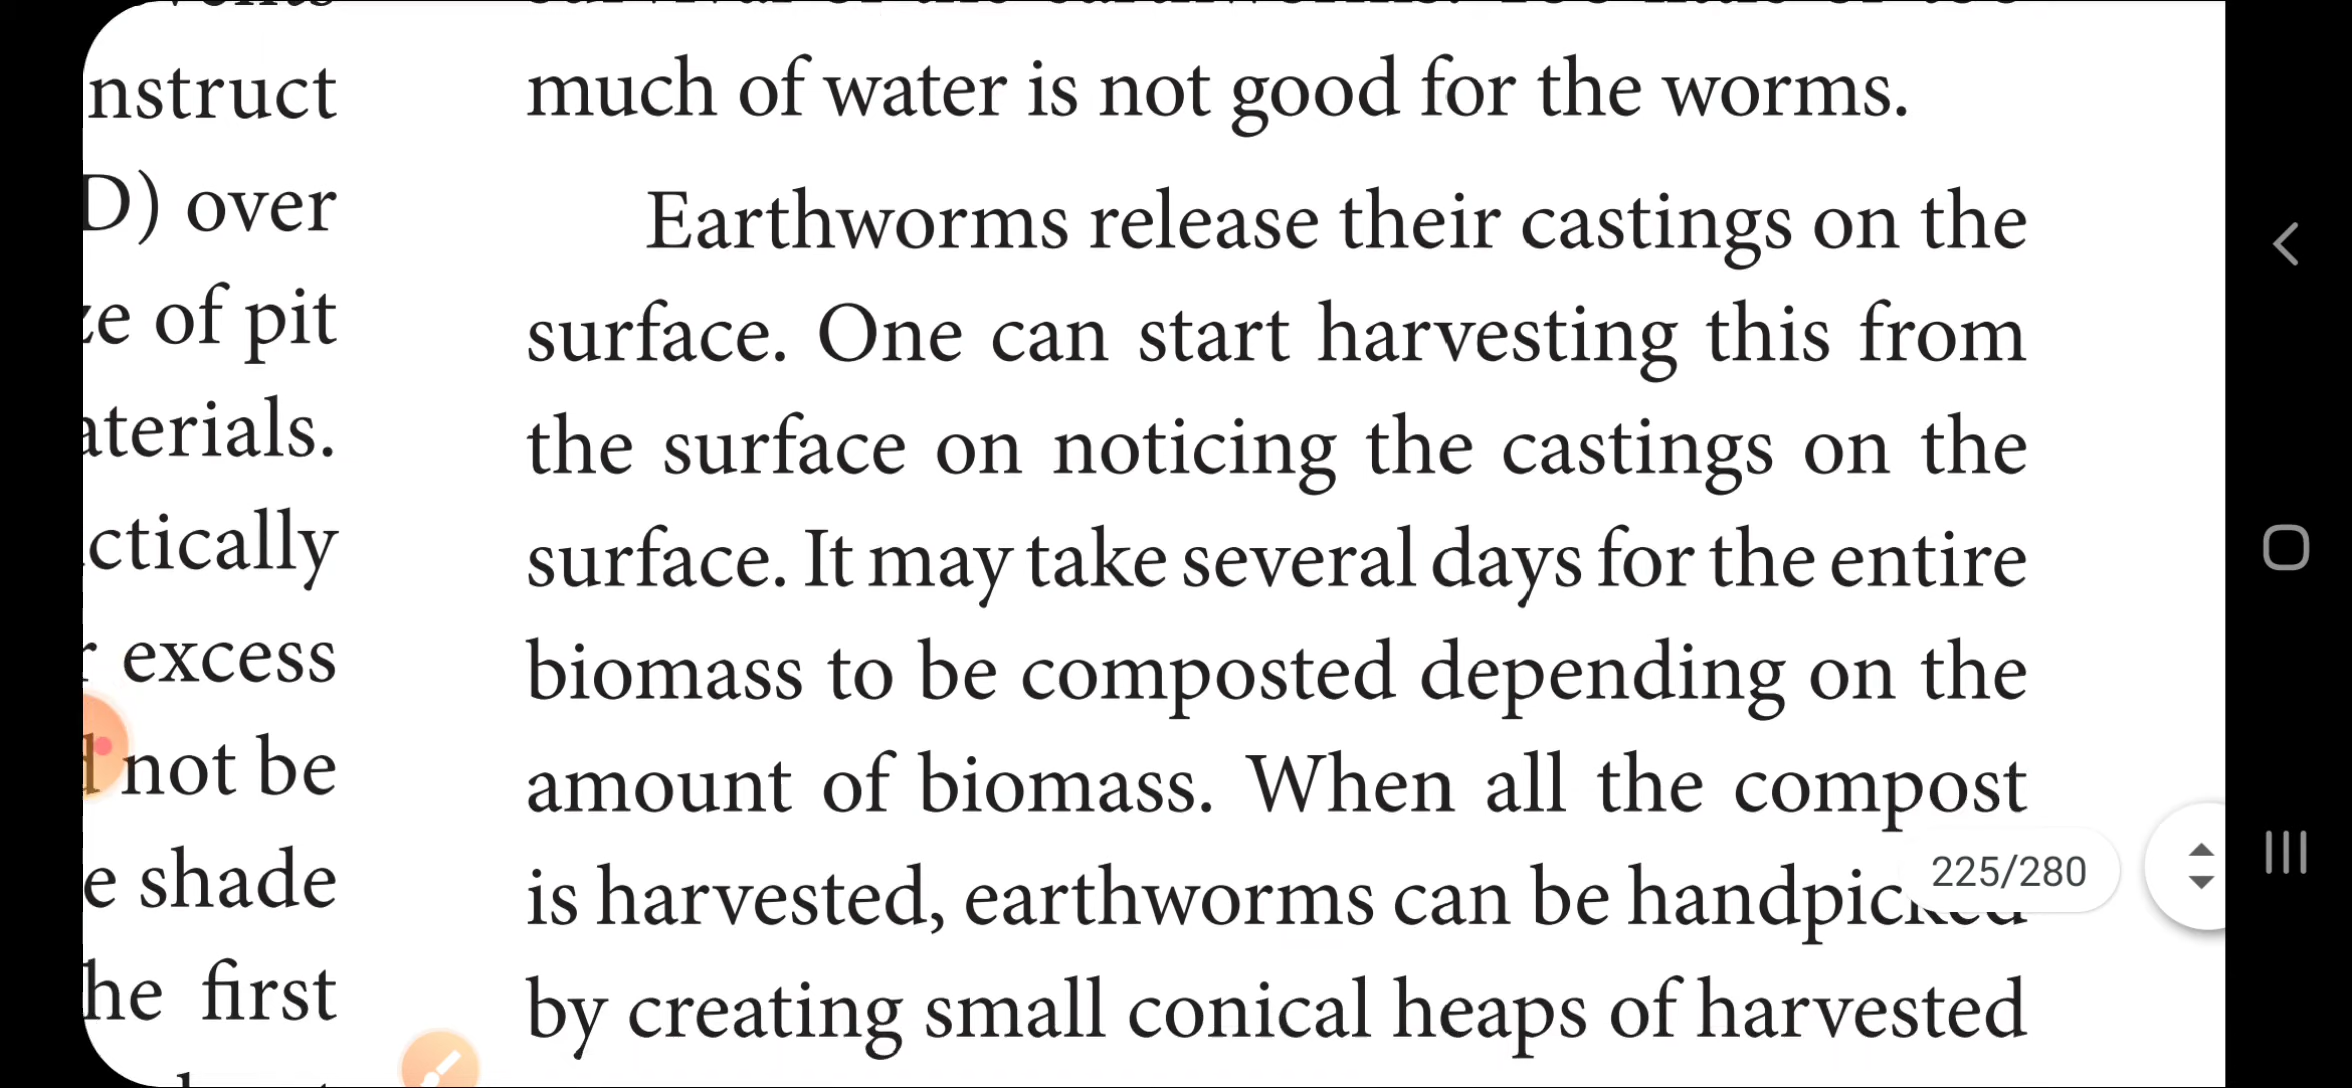 nstruct
D) over
ze of pit
aterials.
ctically
r excess
d not be
e shade
he first
much of water is not good for the worms.
Earthworms release their castings on the
surface. One can start harvesting this from
the surface on noticing the castings on the
surface. It may take several days for the entire
biomass to be composted depending on the
amount of biomass. When all the compost
is harvested, earthworms can be handpicked
by creating small conical heaps of harvested
225/280